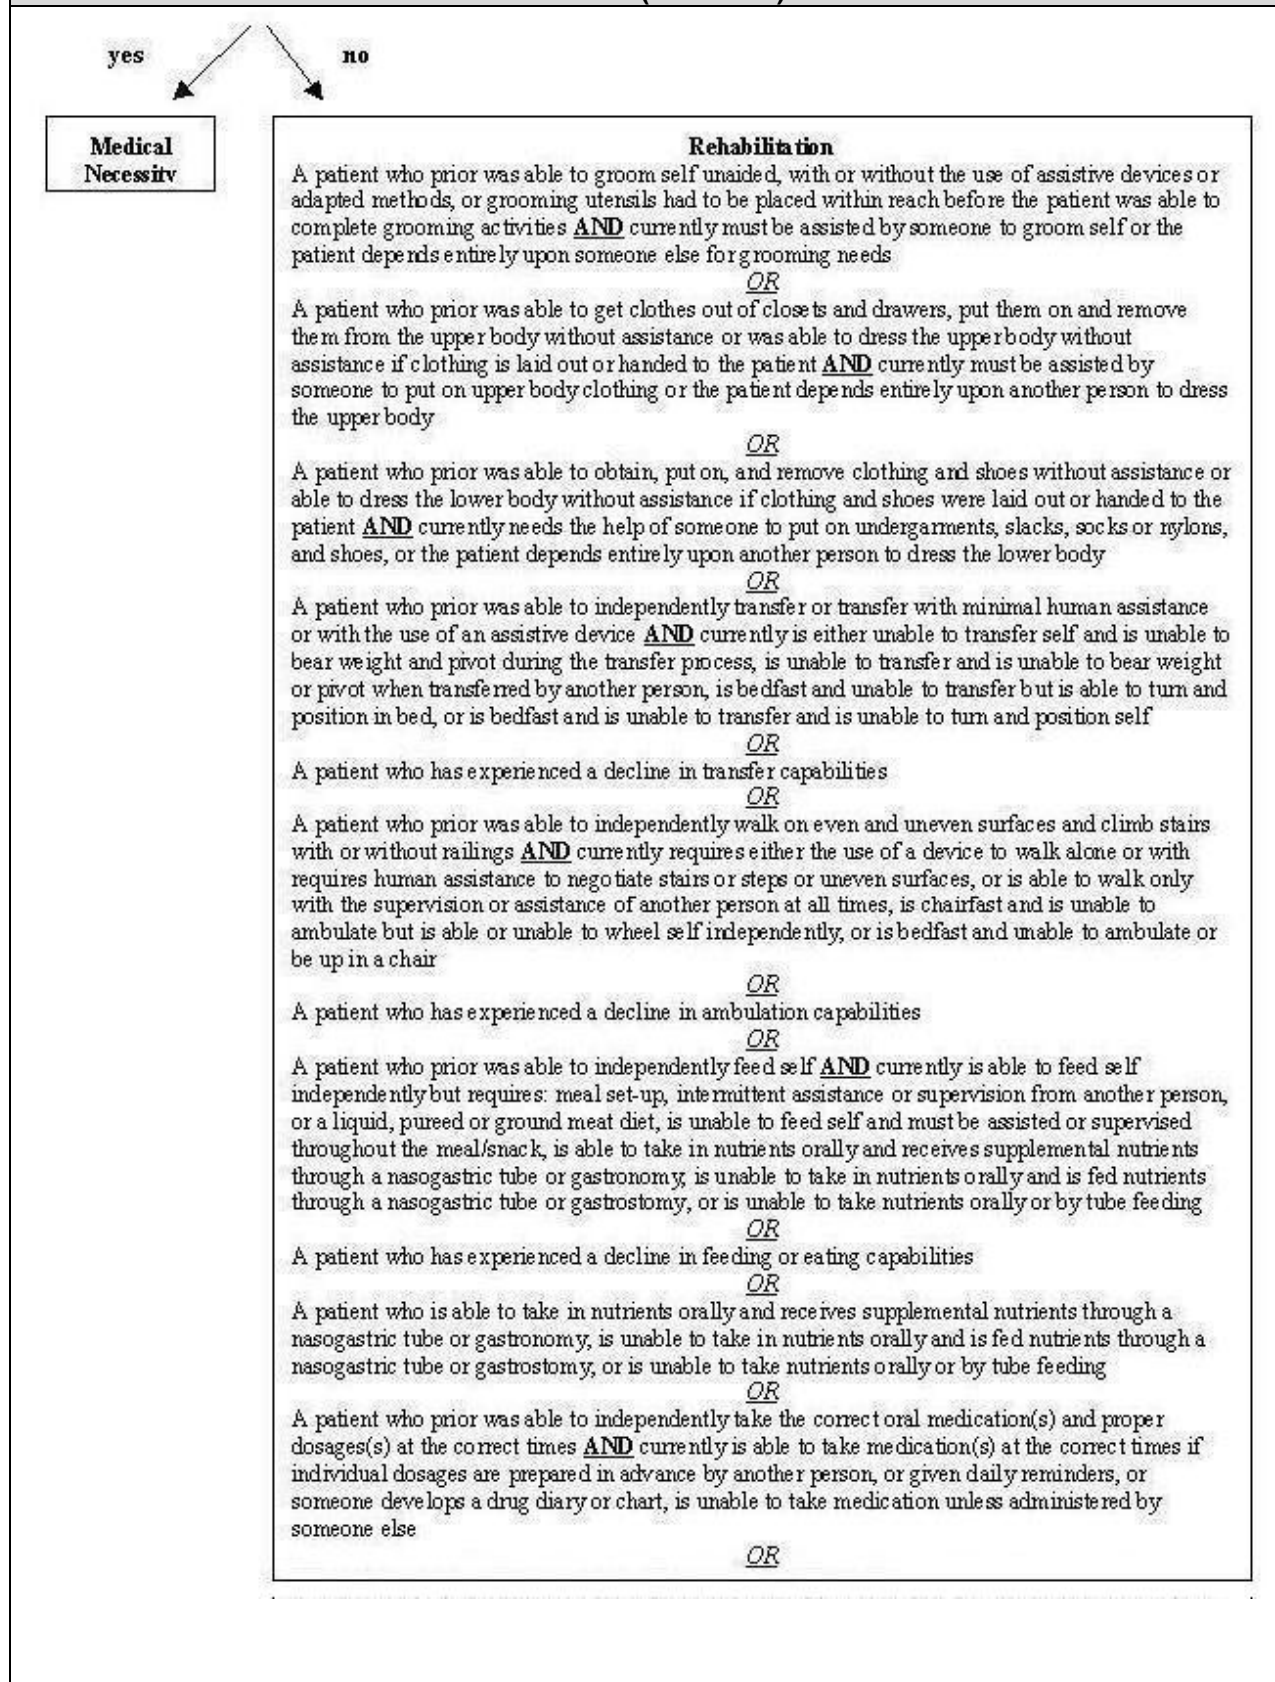 yes
no
Medical
Necessity
Rehabilitation
A patient who prior was able to groom self unaided, with or without the use of assistive devices or
adapted methods, or grooming utensils had to be placed within reach before the patient was able to
complete grooming activities AND currently must be assisted by someone to groom self or the
patient depends entirely upon someone else for grooming needs
OR
A patient who prior was able to get clothes out of closets and drawers, put them on and remove
them from the upper body without assistance or was able to dress the upper body without
assistance if clothing is laid out or handed to the patient AND currently must be assisted by
someone to put on upper body clothing or the patient depends entirely upon another person to dress
the upper body
OR
A patient who prior was able to obtain, put on, and remove clothing and shoes without assistance or
able to dress the lower body without assistance if clothing and shoes were laid out or handed to the
patient AND currently needs the help of someone to put on undergarments, slacks, socks or nylons,
and shoes, or the patient depends entirely upon another person to dress the lower body
OR
A patient who prior was able to independently transfer or transfer with minimal human assistance
or with the use of an assistive device AND currently is either unable to transfer self and is unable to
bear weight and pivot during the transfer process, is unable to transfer and is unable to bear weight
or pivot when transferred by another person, is bedfast and unable to transfer but is able to turn and
position in bed, or is bedfast and is unable to transfer and is unable to turn and position self
OR
A patient who has experienced a decline in transfer capabilities
OR
A patient who prior was able to independently walk on even and uneven surfaces and climb stairs
with or without railings AND currently requires either the use of a device to walk alone or with
requires human assistance to negotiate stairs or steps or uneven surfaces, or is able to walk only
with the supervision or assistance of another person at all times, is chairfast and is unable to
ambulate but is able or unable to wheel self independently, or is bedfast and unable to ambulate or
be up in a chair
OR
A patient who has experienced a decline in ambulation capabilities
OR
A patient who prior was able to independently feed self AND currently is able to feed self
independently but requires: meal set-up, intermittent assistance or supervision from another person,
or a liquid, pureed or ground meat diet, is unable to feed self and must be assisted or supervised
throughout the meal/snack, is able to take in nutrients orally and receives supplemental nutrients
through a nasogastric tube or gastronomy, is unable to take in nutrients orally and is fed nutrients
through a nasogastric tube or gastrostomy, or is unable to take nutrients orally or by tube feeding
OR
A patient who has experienced a decline in feeding or eating capabilities
OR
A patient who is able to take in nutrients orally and receives supplemental nutrients through a
nasogastric tube or gastronomy, is unable to take in nutrients orally and is fed nutrients through a
nasogastric tube or gastrostomy, or is unable to take nutrients orally or by tube feeding
OR
A patient who prior was able to independently take the correct oral medication(s) and proper
dosages(s) at the correct times AND currently is able to take medication(s) at the correct times if
individual dosages are prepared in advance by another person, or given daily reminders, or
someone develops a drug diary or chart, is unable to take medication unless administered by
someone else
OR